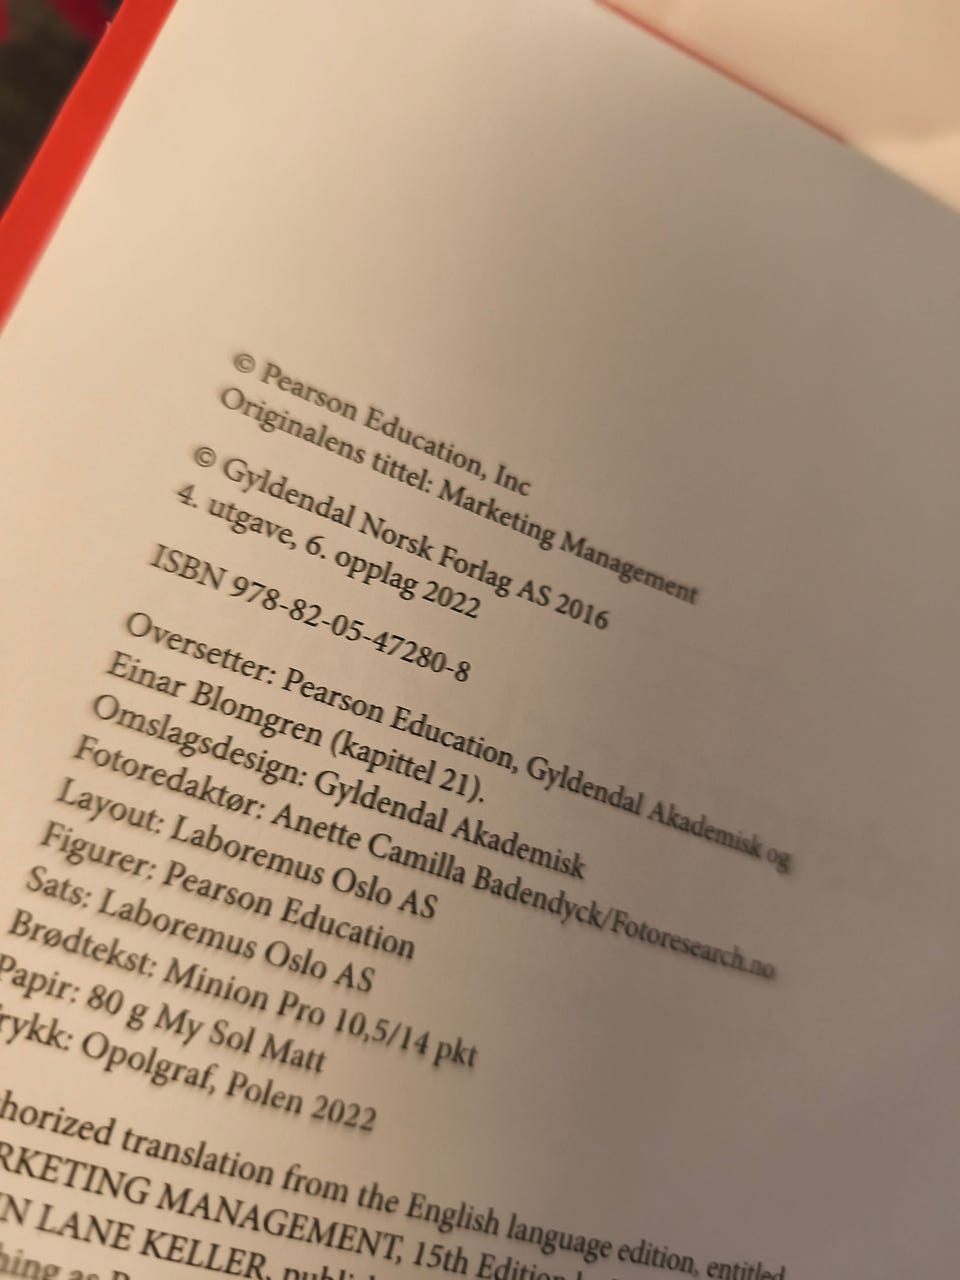 © Pearson Education, Inc
Originalens tittel: Marketing Management
© Gyldendal Norsk Forlag AS 2016
4. utgave, 6. opplag 2022
ISBN 978-82-05-47280-8
Oversetter: Pearson Education, Gyldendal Akademisk og
Einar Blomgren (kapittel 21).
Omslagsdesign: Gyldendal Akademisk
Fotoredaktør: Anette Camilla Badendyck/Fotoresearch.no
Layout: Laboremus Oslo AS
Figurer: Pearson Education
Sats: Laboremus Oslo AS
Brødtekst: Minion Pro 10,5/14 pkt
Papir: 80 g My Sol Matt
rykk: Opolgraf, Polen 2022
horized translation from the English language edition, entitled
RKETING MANAGEMENT, 15th Edition
N LANE KELLER,
hing as